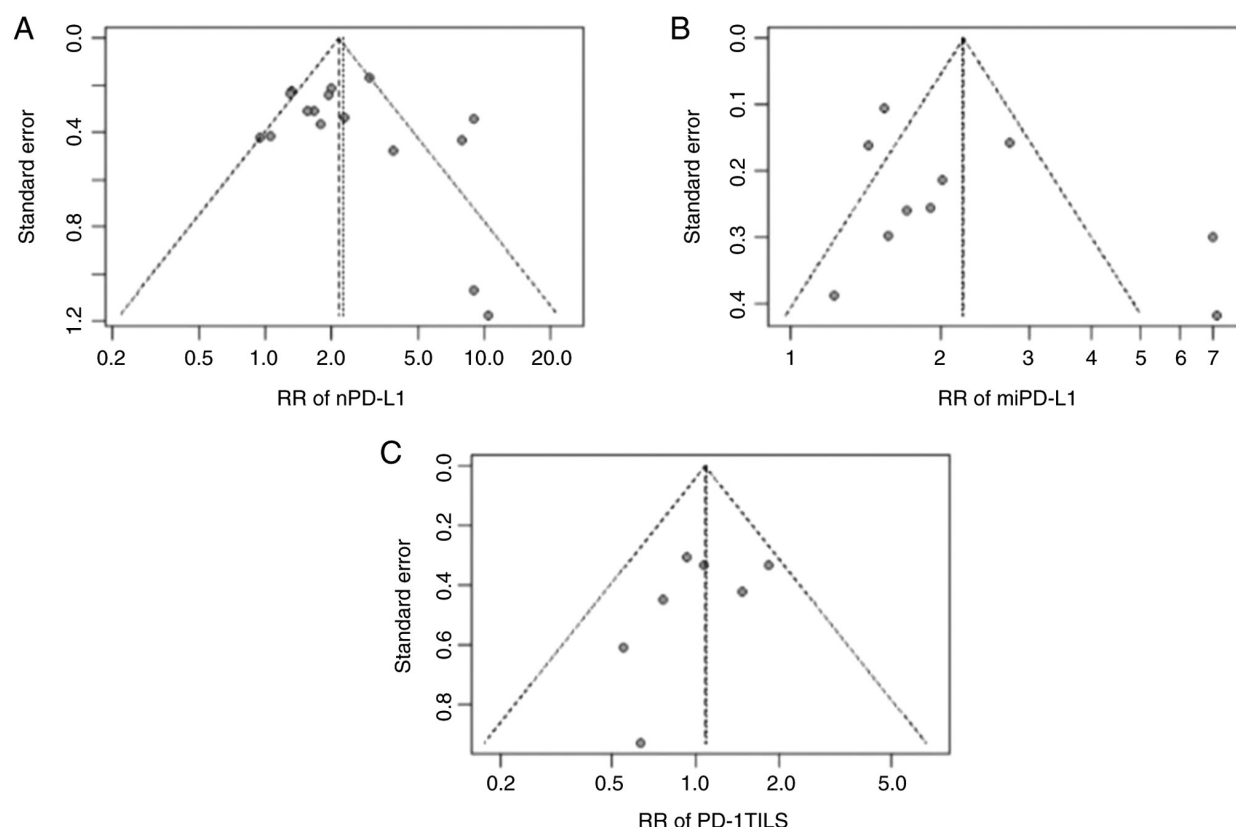 A
Standard error
0.0
0.4
0.8
1.2
0.2 0.5 1.0 2.0 5.0 10.0 20.0
RR of nPD-L1
B
Standard error
0.0
0.1
0.2
0.3
0.4
1 2 3 4 5 6 7
RR of miPD-L1
C
Standard error
0.0
0.2
0.4
0.6
0.8
0.2 0.5 1.0 2.0 5.0
RR of PD-1TILS